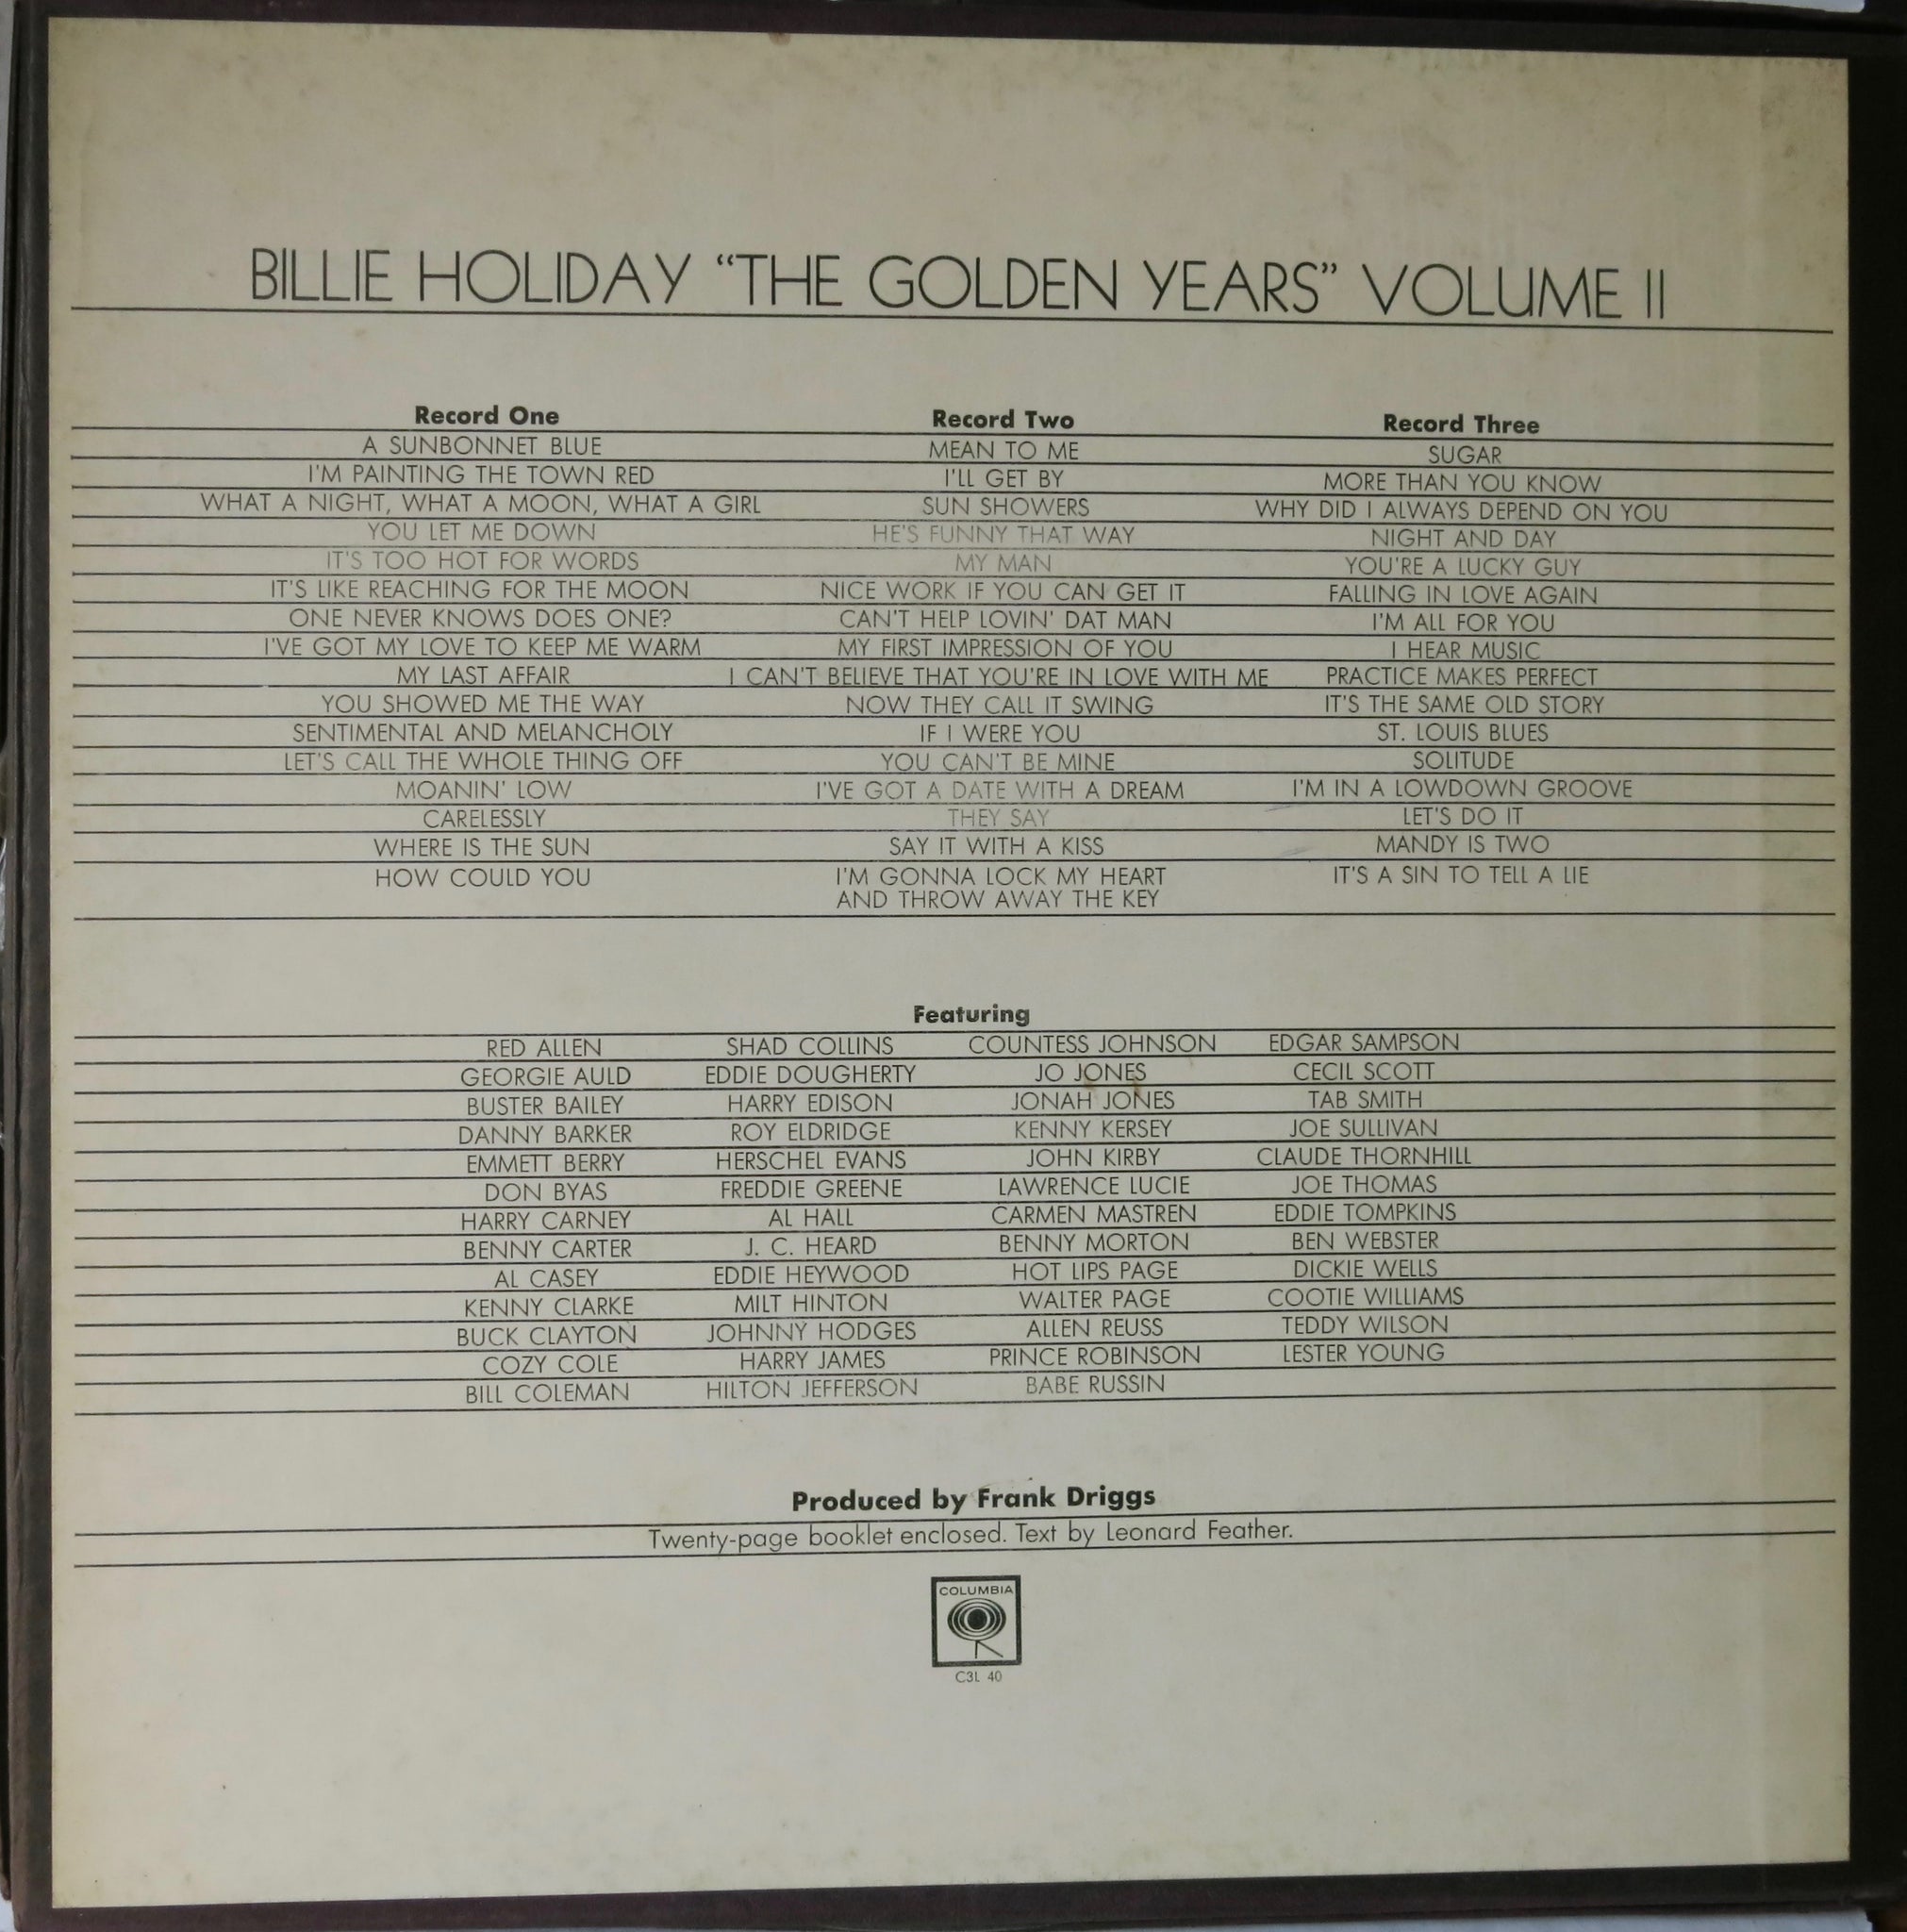 BILLIE HOLIDAY “THE GOLDEN YEARS” VOLUME II
Record One
A SUNBONNET BLUE
I'M PAINTING THE TOWN RED
WHAT A NIGHT, WHAT A MOON, WHAT A GIRL
YOU LET ME DOWN
IT'S TOO HOT FOR WORDS
IT'S LIKE REACHING FOR THE MOON
ONE NEVER KNOWS DOES ONE?
I'VE GOT MY LOVE TO KEEP ME WARM
MY LAST AFFAIR
YOU SHOWED ME THE WAY
SENTIMENTAL AND MELANCHOLY
LET'S CALL THE WHOLE THING OFF
MOANIN' LOW
CARELESSLY
WHERE IS THE SUN
HOW COULD YOU
Record Two
MEAN TO ME
I'LL GET BY
SUN SHOWERS
HE'S FUNNY THAT WAY
MY MAN
NICE WORK IF YOU CAN GET IT
CAN'T HELP LOVIN' DAT MAN
MY FIRST IMPRESSION OF YOU
I CAN'T BELIEVE THAT YOU'RE IN LOVE WITH ME
NOW THEY CALL IT SWING
IF I WERE YOU
YOU CAN'T BE MINE
I'VE GOT A DATE WITH A DREAM
THEY SAY
SAY IT WITH A KISS
I'M GONNA LOCK MY HEART
AND THROW AWAY THE KEY
Record Three
SUGAR
MORE THAN YOU KNOW
WHY DID I ALWAYS DEPEND ON YOU
NIGHT AND DAY
YOU'RE A LUCKY GUY
FALLING IN LOVE AGAIN
I'M ALL FOR YOU
I HEAR MUSIC
PRACTICE MAKES PERFECT
IT'S THE SAME OLD STORY
ST. LOUIS BLUES
SOLITUDE
I'M IN A LOWDOWN GROOVE
LET'S DO IT
MANDY IS TWO
IT'S A SIN TO TELL A LIE
Featuring
RED ALLEN
GEORGIE AULD
BUSTER BAILEY
DANNY BARKER
EMMETT BERRY
DON BYAS
HARRY CARNEY
BENNY CARTER
AL CASEY
KENNY CLARKE
BUCK CLAYTON
COZY COLE
BILL COLEMAN
SHAD COLLINS
EDDIE DOUGHERTY
HARRY EDISON
ROY ELDRIDGE
HERSCHEL EVANS
FREDDIE GREENE
AL HALL
J. C. HEARD
EDDIE HEYWOOD
MILT HINTON
JOHNNY HODGES
HARRY JAMES
HILTON JEFFERSON
COUNTESS JOHNSON
JO JONES
JONAH JONES
KENNY KERSEY
JOHN KIRBY
LAWRENCE LUCIE
CARMEN MASTREN
BENNY MORTON
HOT LIPS PAGE
WALTER PAGE
ALLEN REUSS
PRINCE ROBINSON
BABE RUSSIN
EDGAR SAMPSON
CECIL SCOTT
TAB SMITH
JOE SULLIVAN
CLAUDE THORNHILL
JOE THOMAS
EDDIE TOMPKINS
BEN WEBSTER
DICKIE WELLS
COOTIE WILLIAMS
TEDDY WILSON
LESTER YOUNG
Produced by Frank Driggs
Twenty-page booklet enclosed. Text by Leonard Feather.
COLUMBIA
C3L 40